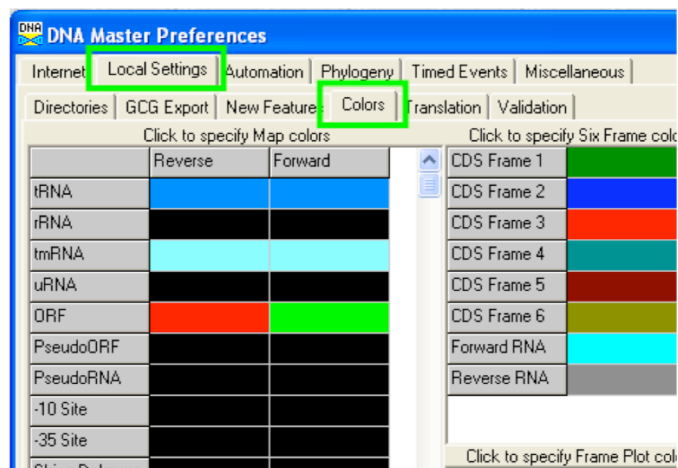 DNA
DNA Master Preferences
Internet Local Settings Automation Phylogeny Timed Events Miscellaneous
Directories GCG Export New Features Colors Translation Validation
Click to specify Map colors
Reverse Forward
tRNA
rRNA
tmRNA
uRNA
ORF
PseudoORF
PseudoRNA
-10 Site
-35 Site
Click to specify Six Frame colo
CDS Frame 1
CDS Frame 2
CDS Frame 3
CDS Frame 4
CDS Frame 5
CDS Frame 6
Forward RNA
Reverse RNA
Click to specify Frame Plot col